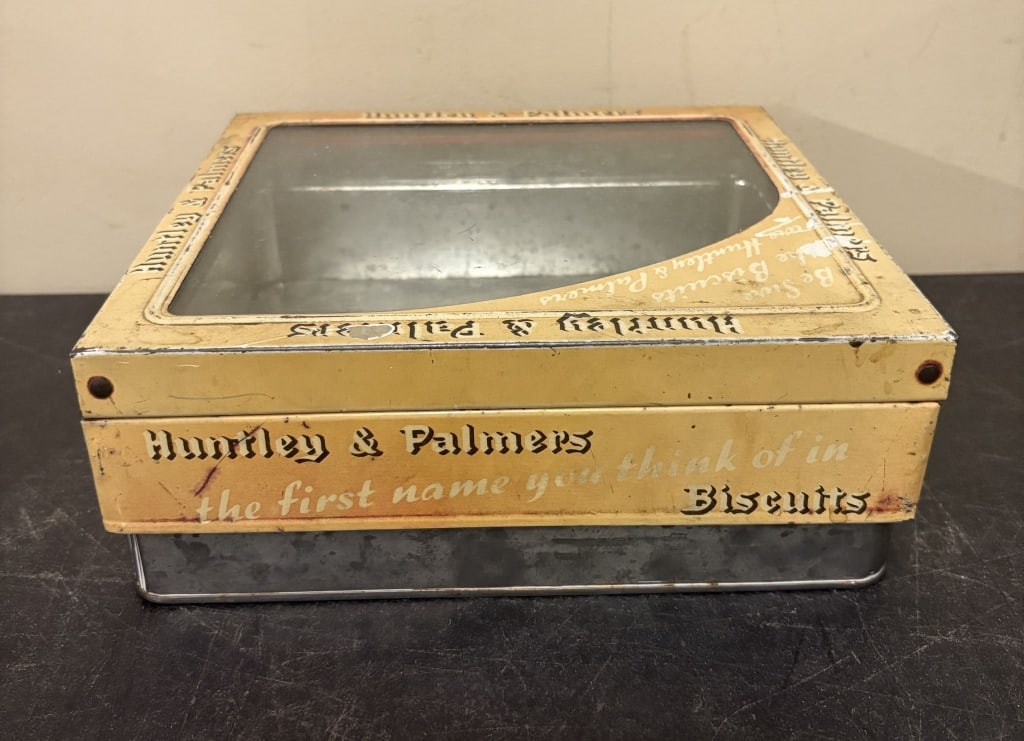 Huntley & Palmers
Huntley & Palmers
Huntley & Palmers
Be Sure
the Biscuits
are Huntley & Palmers
Huntley & Palmers
Huntley & Palmers
the first name you think of in
Biscuits